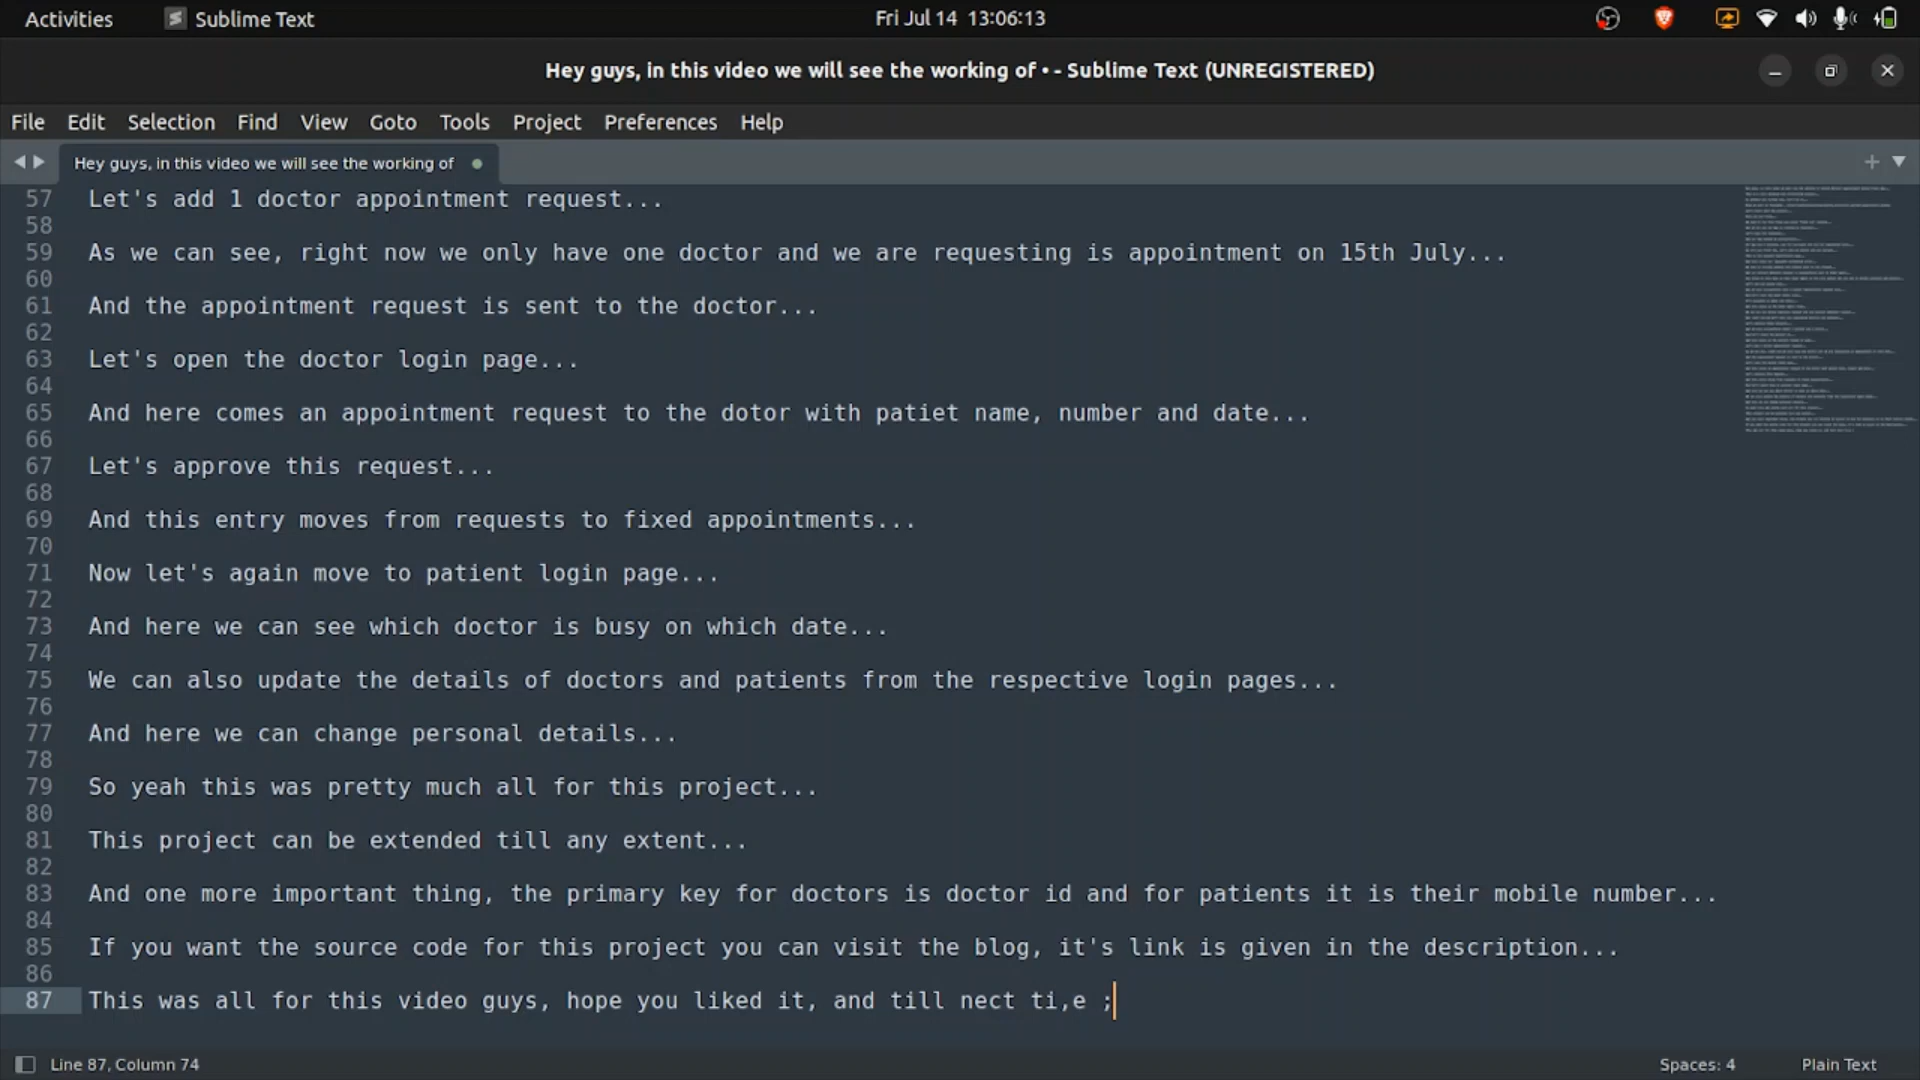 Activities Sublime Text Fri Jul 14 13:06:13
Hey guys, in this video we will see the working of • - Sublime Text (UNREGISTERED)
File Edit Selection Find View Goto Tools Project Preferences Help
Hey guys, in this video we will see the working of
57 Let's add 1 doctor appointment request...
58
59 As we can see, right now we only have one doctor and we are requesting is appointment on 15th July...
60
61 And the appointment request is sent to the doctor...
62
63 Let's open the doctor login page...
64
65 And here comes an appointment request to the dotor with patiet name, number and date...
66
67 Let's approve this request...
68
69 And this entry moves from requests to fixed appointments...
70
71 Now let's again move to patient login page...
72
73 And here we can see which doctor is busy on which date...
74
75 We can also update the details of doctors and patients from the respective login pages...
76
77 And here we can change personal details...
78
79 So yeah this was pretty much all for this project...
80
81 This project can be extended till any extent...
82
83 And one more important thing, the primary key for doctors is doctor id and for patients it is their mobile number...
84
85 If you want the source code for this project you can visit the blog, it's link is given in the description...
86
87 This was all for this video guys, hope you liked it, and till nect ti,e ;
Line 87, Column 74 Spaces: 4 Plain Text